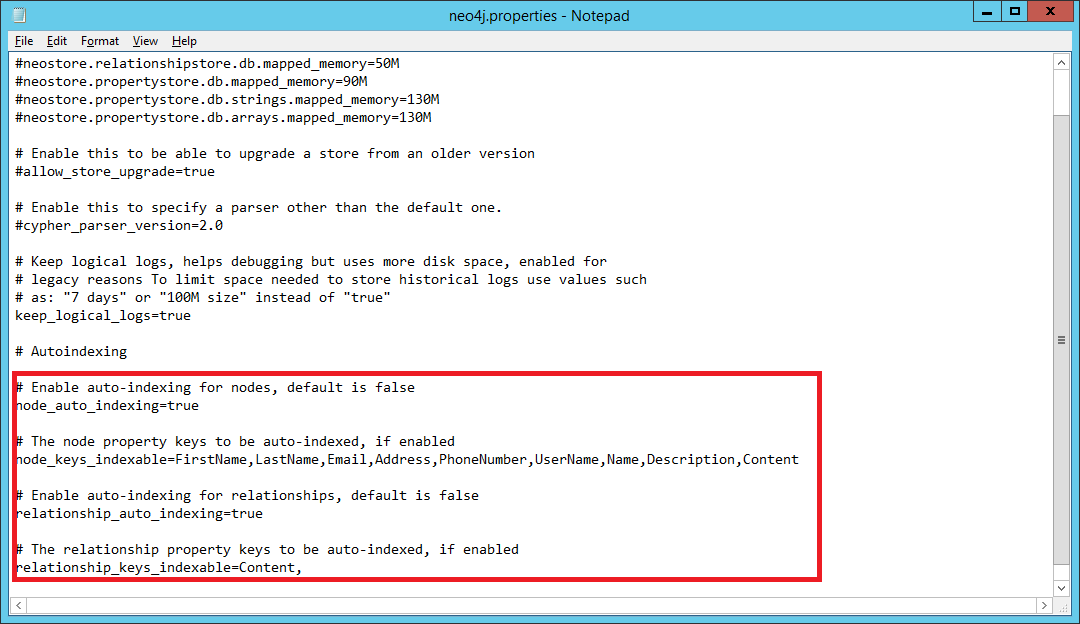 neo4j.properties - Notepad
File Edit Format View Help
#neostore.relationshipstore.db.mapped_memory=50M
#neostore.propertystore.db.mapped_memory=90M
#neostore.propertystore.db.strings.mapped_memory=130M
#neostore.propertystore.db.arrays.mapped_memory=130M
# Enable this to be able to upgrade a store from an older version
#allow_store_upgrade=true
# Enable this to specify a parser other than the default one.
#cypher_parser_version=2.0
# Keep logical logs, helps debugging but uses more disk space, enabled for
# legacy reasons To limit space needed to store historical logs use values such
# as: "7 days" or "100M size" instead of "true"
keep_logical_logs=true
# Autoindexing
# Enable auto-indexing for nodes, default is false
node_auto_indexing=true
# The node property keys to be auto-indexed, if enabled
node_keys_indexable=FirstName,LastName,Email,Address,PhoneNumber,UserName,Name,Description,Content
# Enable auto-indexing for relationships, default is false
relationship_auto_indexing=true
# The relationship property keys to be auto-indexed, if enabled
relationship_keys_indexable=Content,